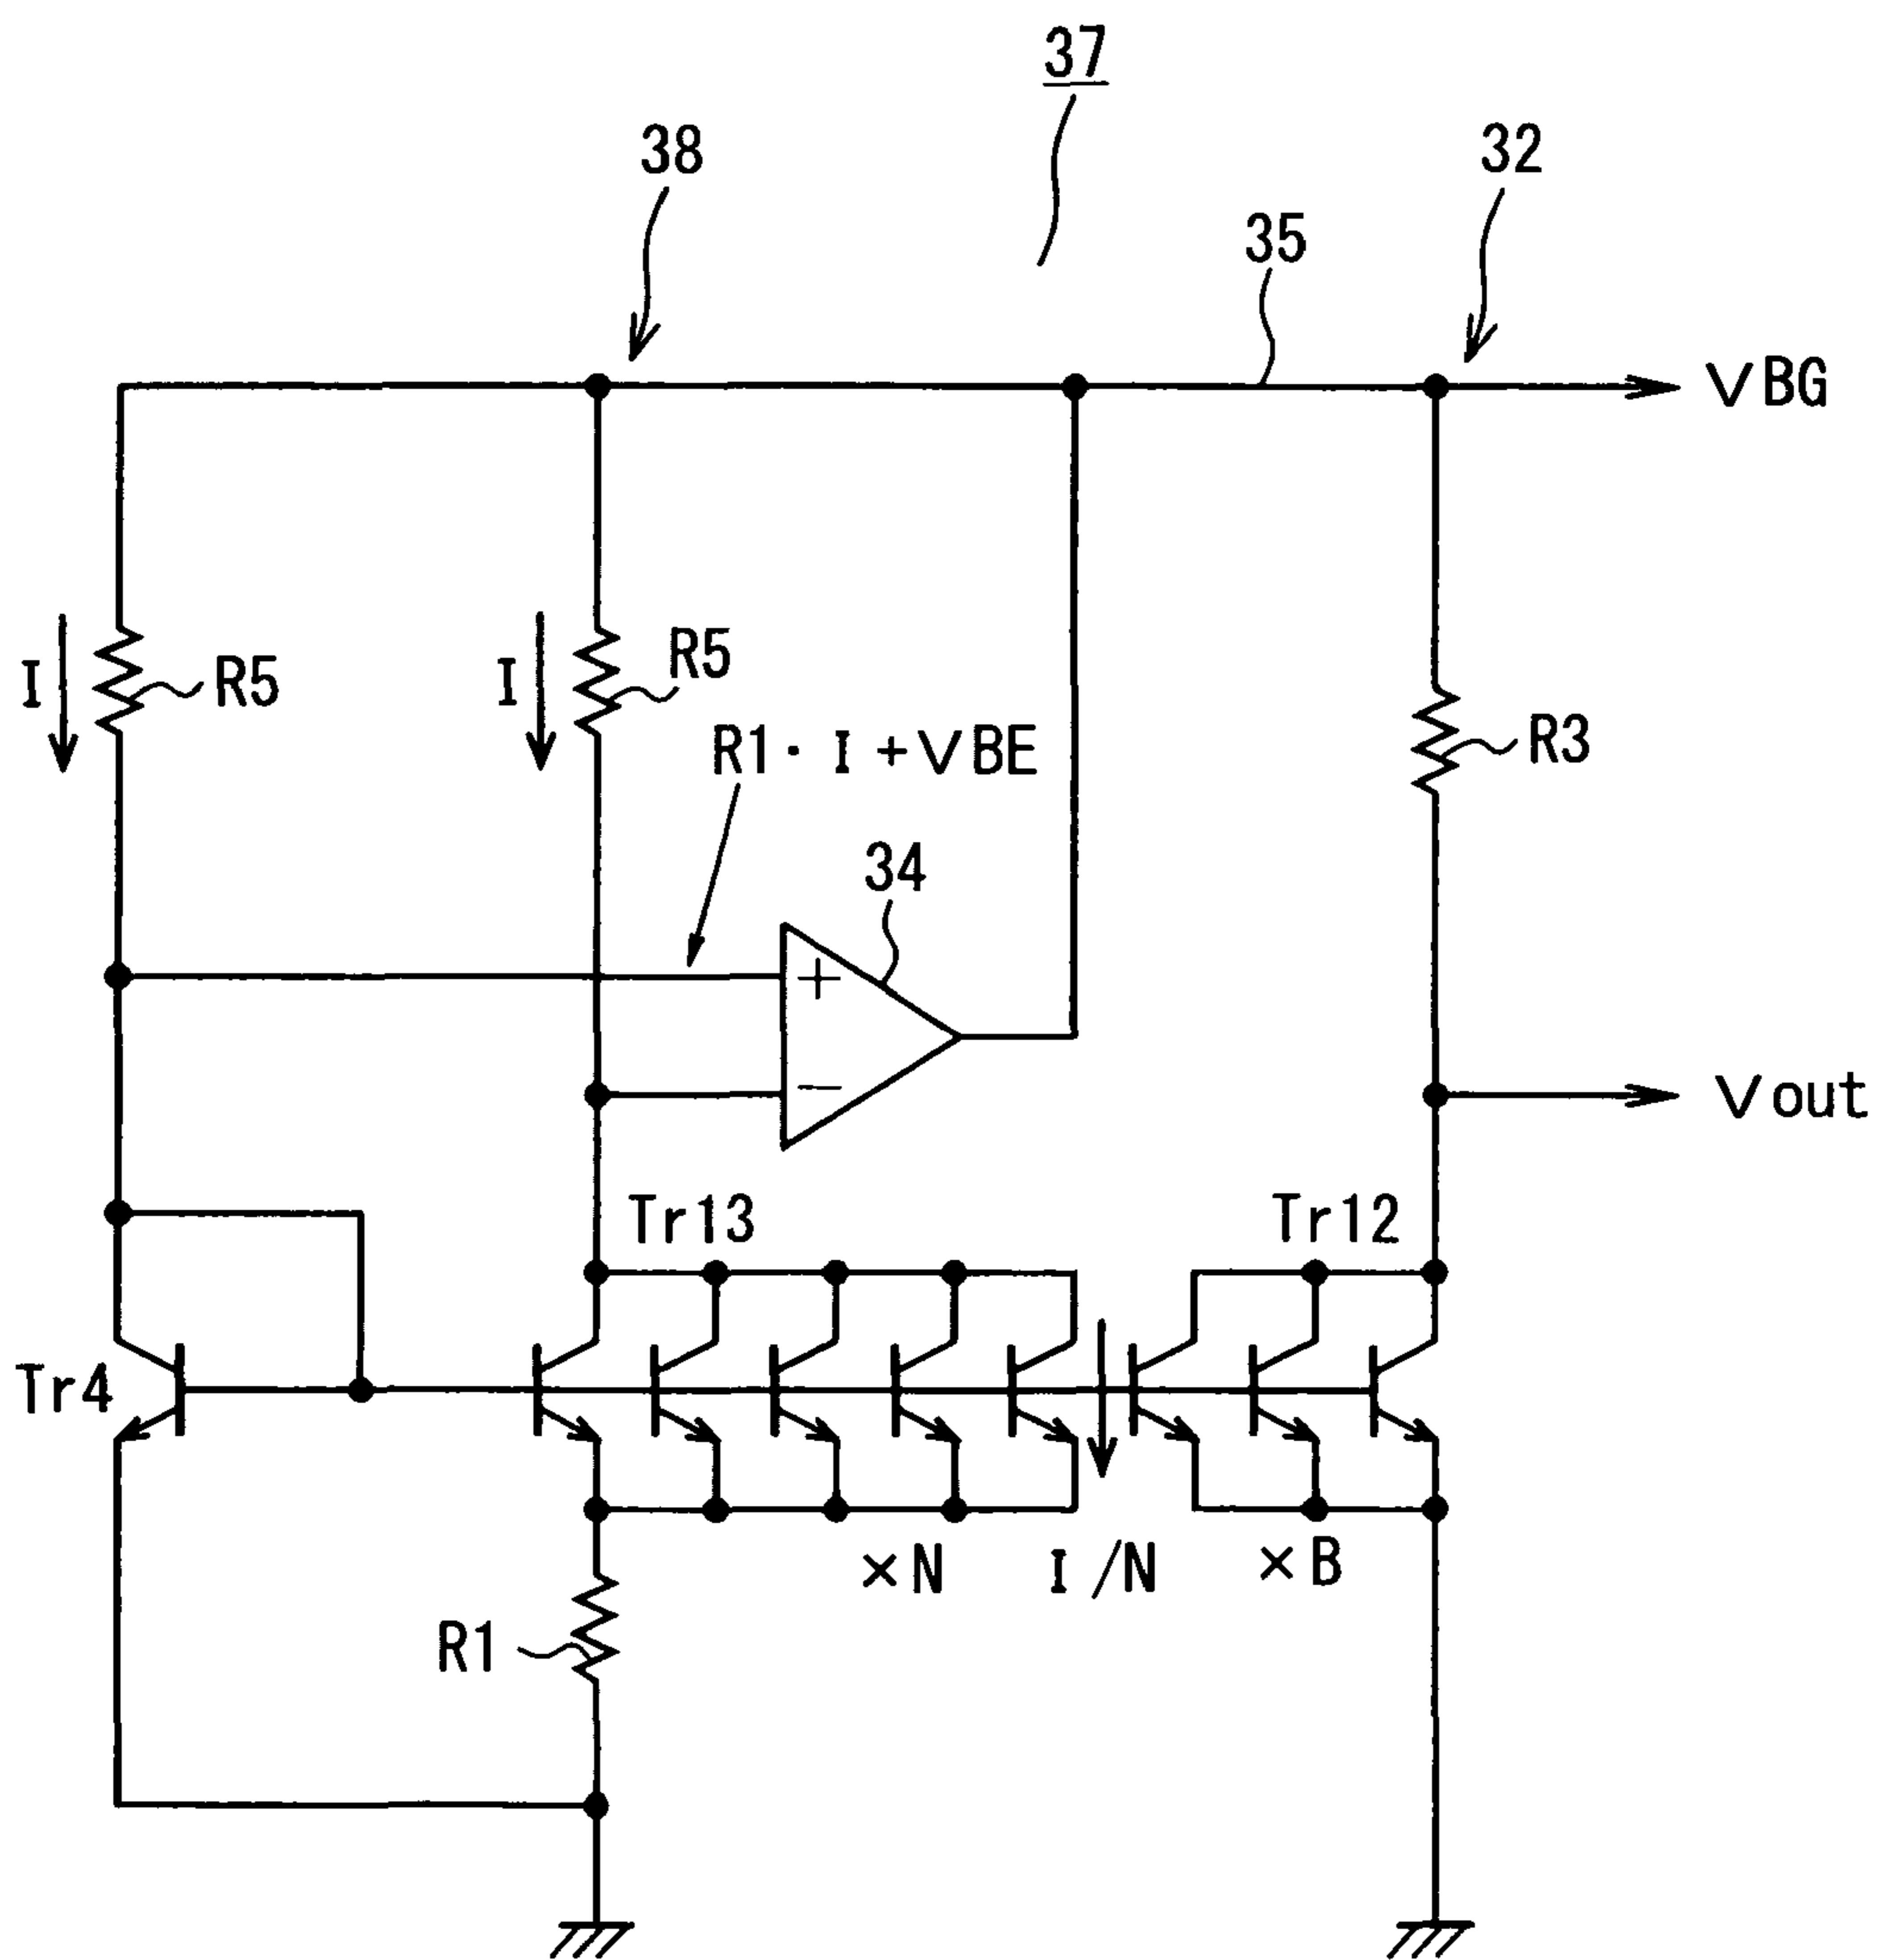 37
38
32
35
VBG
I
R5
I
R5
R1・I+VBE
R3
34
+
−
Vout
Tr13
Tr12
Tr4
×N
I/N
×B
R1